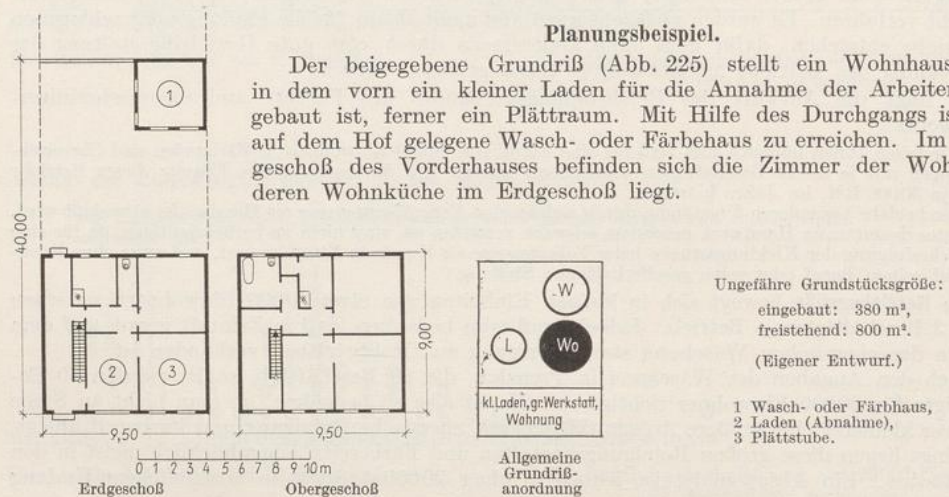 Planungsbeispiel.
Der beigegebene Grundriß (Abb. 225) stellt ein Wohnhaus
in dem vorn ein kleiner Laden für die Annahme der Arbeiten
gebaut ist, ferner ein Plättraum. Mit Hilfe des Durchgangs is
auf dem Hof gelegene Wasch- oder Färbehaus zu erreichen. Im
geschoß des Vorderhauses befinden sich die Zimmer der Woh
deren Wohnküche im Erdgeschoß liegt.
1
40,00
2
3
9,50
9,50
9,00
0 1 2 3 4 5 6 7 8 9 10 m
Erdgeschoß
Obergeschoß
W
L
Wo
kl. Laden, gr. Werkstatt,
Wohnung
Allgemeine
Grundriß-
anordnung
Ungefähre Grundstücksgröße:
eingebaut: 380 m²,
freistehend: 800 m².
(Eigener Entwurf.)
1 Wasch- oder Färbhaus,
2 Laden (Abnahme),
3 Plättstube.